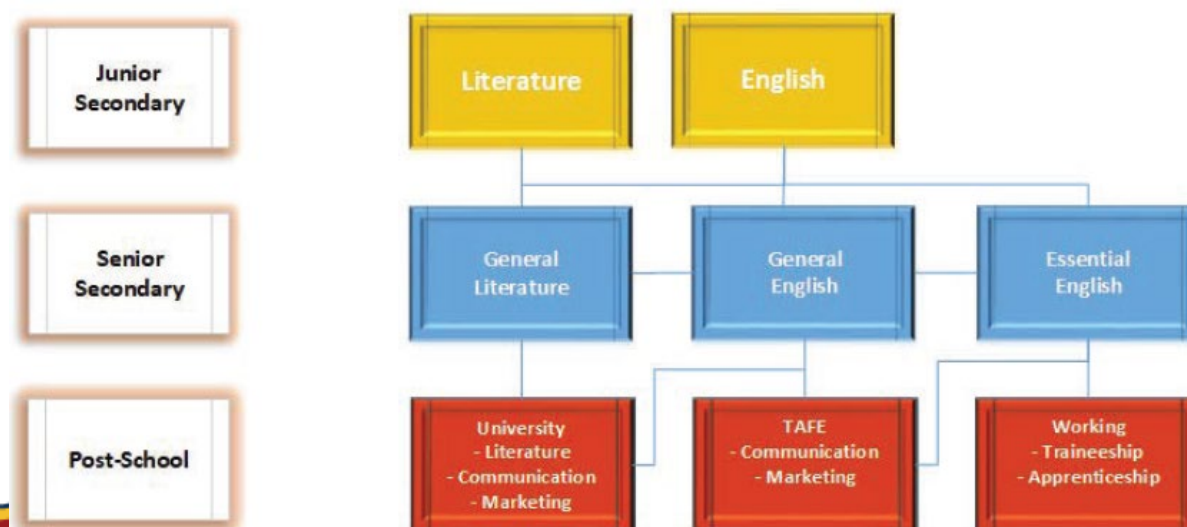 Junior
Secondary
Literature
English
Senior
Secondary
General
Literature
General
English
Essential
English
Post-School
University
- Literature
- Communication
- Marketing
TAFE
- Communication
- Marketing
Working
- Traineeship
- Apprenticeship